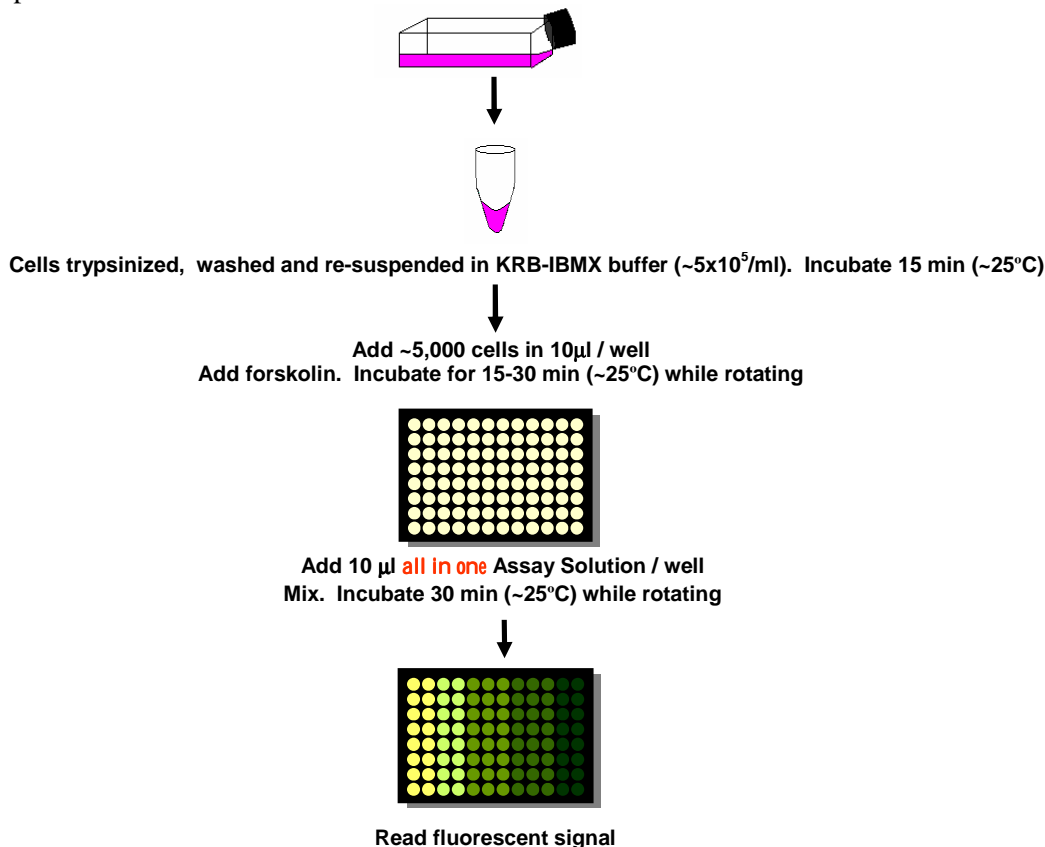 Cells trypsinized, washed and re-suspended in KRB-IBMX buffer (~5x10⁵/ml). Incubate 15 min (~25ºC)
Add ~5,000 cells in 10µl / well
Add forskolin. Incubate for 15-30 min (~25ºC) while rotating
Add 10 µl all in one Assay Solution / well
Mix. Incubate 30 min (~25ºC) while rotating
Read fluorescent signal